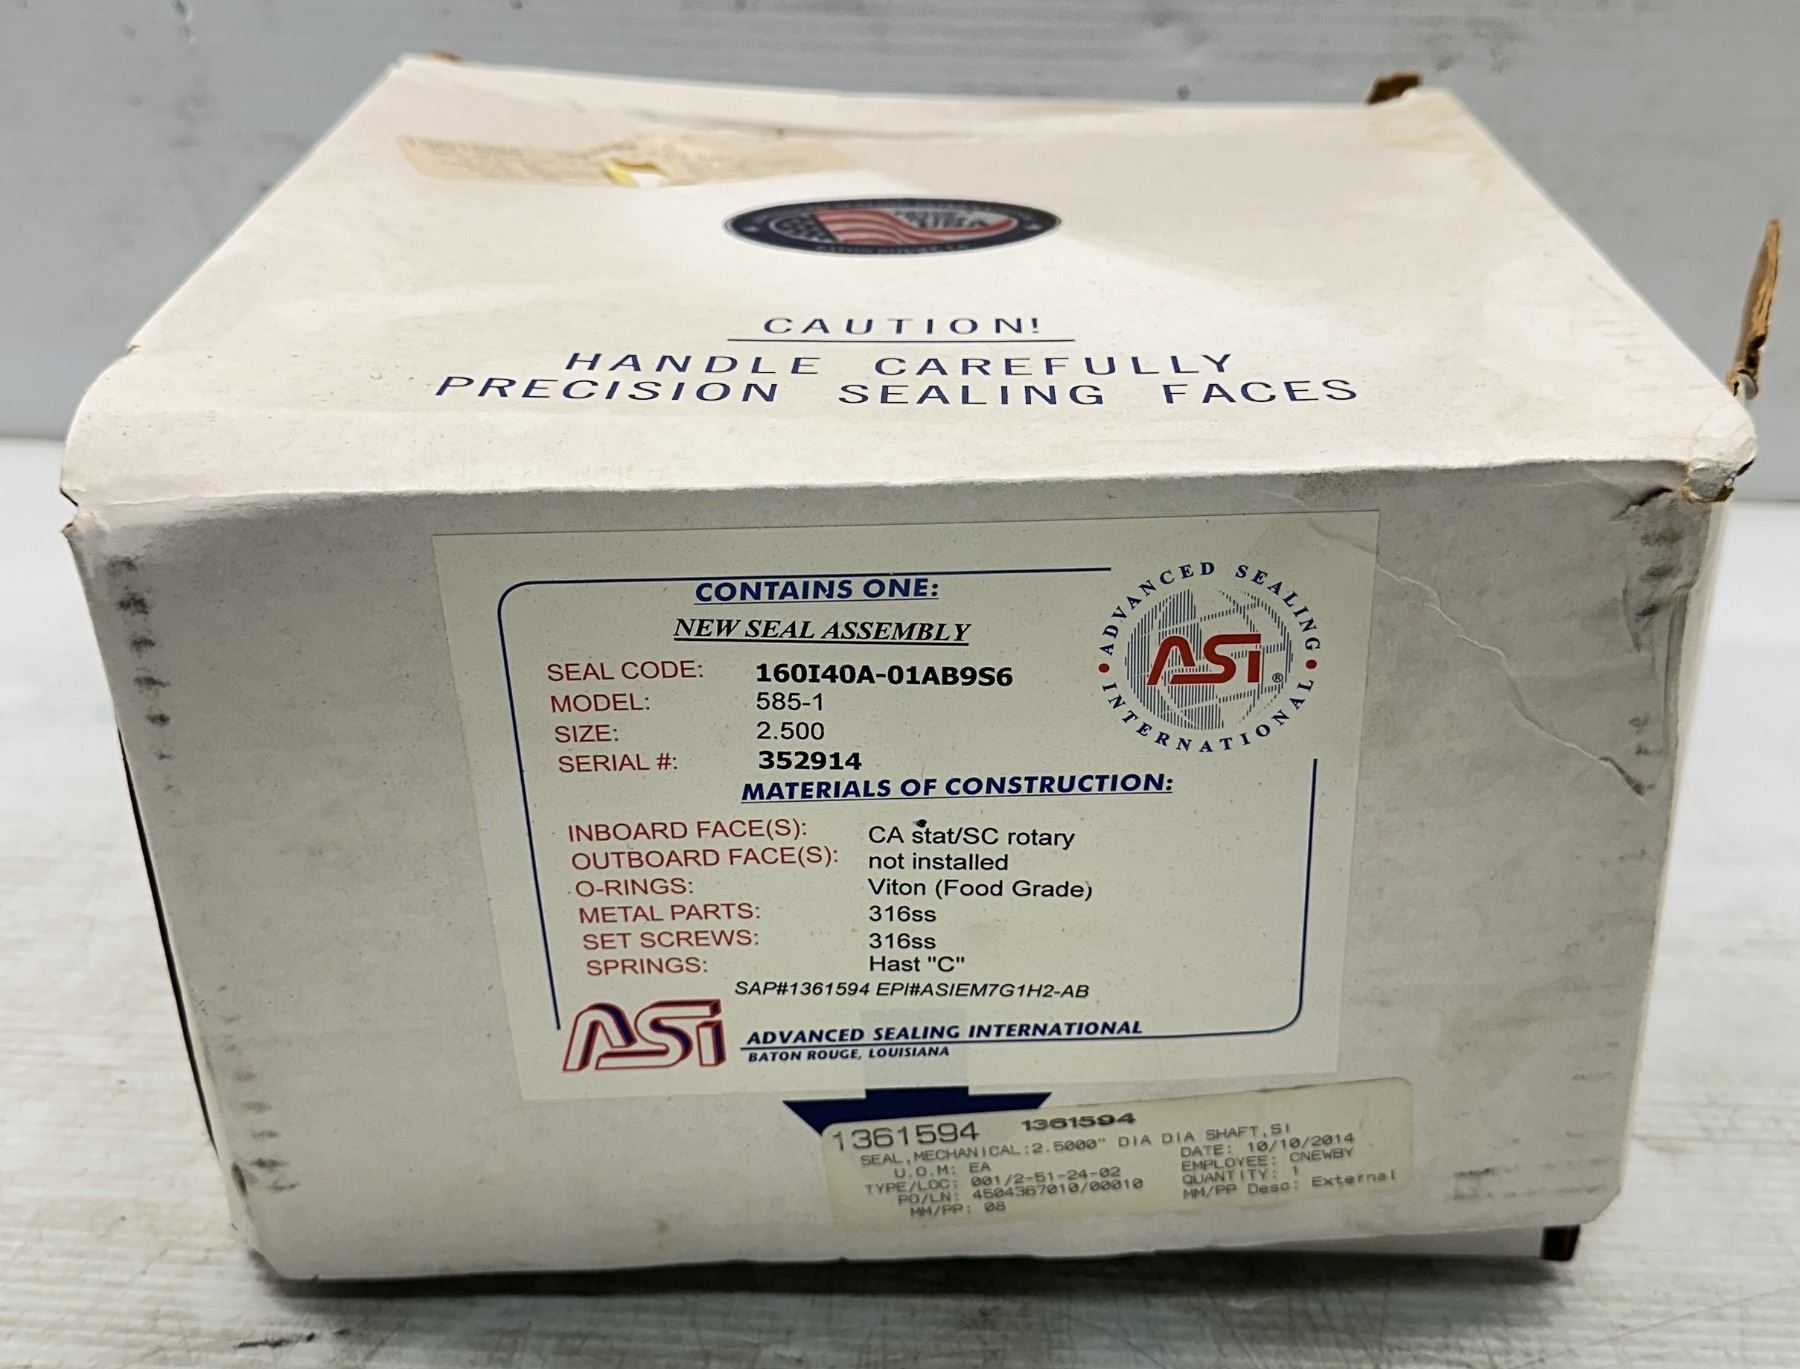 USA
CAUTION!
HANDLE CAREFULLY
PRECISION SEALING FACES
CONTAINS ONE:
NEW SEAL ASSEMBLY
SEAL CODE: 160I40A-01AB9S6
MODEL: 585-1
SIZE: 2.500
SERIAL #: 352914
ADVANCED SEALING
ASI ®
INTERNATIONAL
MATERIALS OF CONSTRUCTION:
INBOARD FACE(S): CA stat/SC rotary
OUTBOARD FACE(S): not installed
O-RINGS: Viton (Food Grade)
METAL PARTS: 316ss
SET SCREWS: 316ss
SPRINGS: Hast "C"
SAP#1361594 EPI#ASIEM7G1H2-AB
ASI ADVANCED SEALING INTERNATIONAL
BATON ROUGE, LOUISIANA
1361594 1361594
SEAL,MECHANICAL:2.5000" DIA DIA SHAFT,SI
U.O.M: EA DATE: 10/10/2014
TYPE/LOC: 001/2-51-24-02 EMPLOYEE: CNEWBY
PO/LN: 4504367010/00010 QUANTITY: 1
MM/PP: 08 MM/PP Desc: External